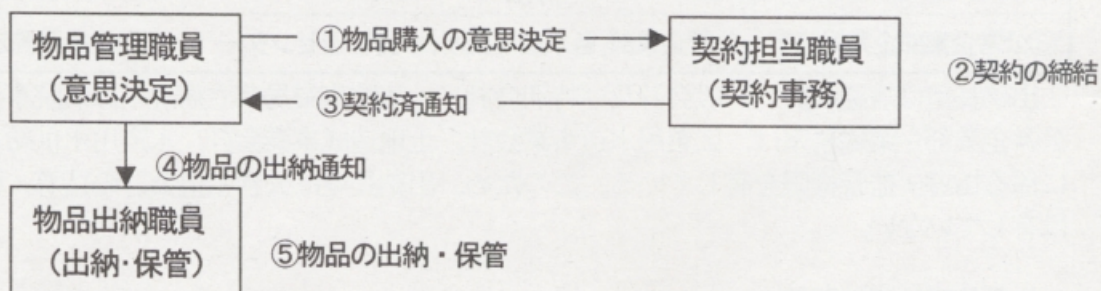 物品管理職員
(意思決定)
①物品購入の意思決定
契約担当職員
(契約事務)
②契約の締結
③契約済通知
④物品の出納通知
物品出納職員
(出納・保管)
⑤物品の出納・保管